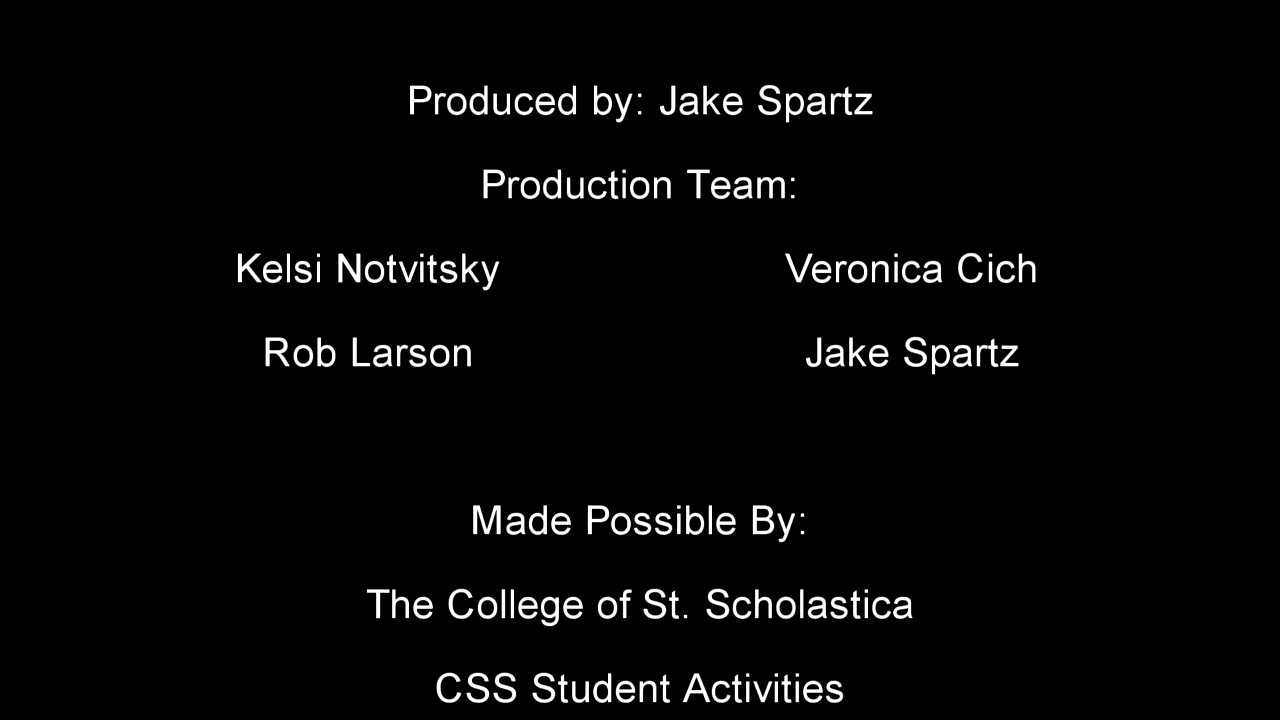 Produced by: Jake Spartz
Production Team:
Kelsi Notvitsky Veronica Cich
Rob Larson Jake Spartz
Made Possible By:
The College of St. Scholastica
CSS Student Activities